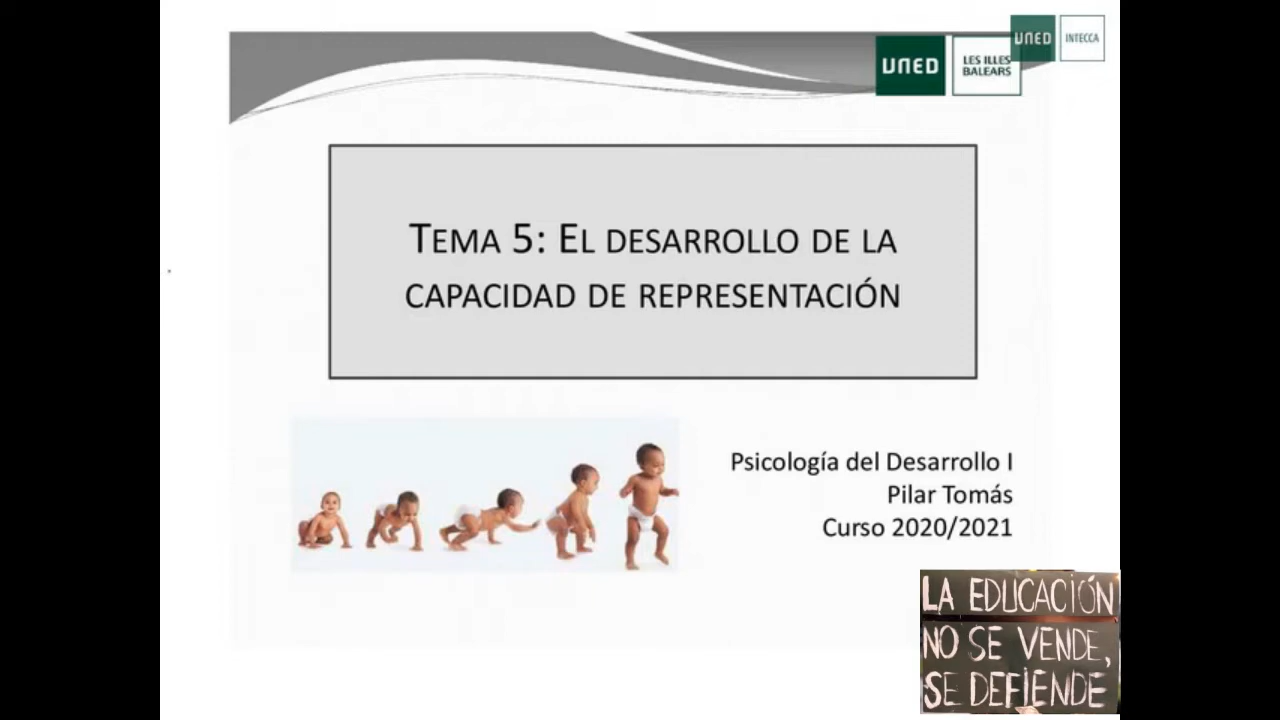 UNED
INTECCA
UNED
LES ILLES
BALEARS
TEMA 5: EL DESARROLLO DE LA
CAPACIDAD DE REPRESENTACIÓN
Psicología del Desarrollo I
Pilar Tomás
Curso 2020/2021
LA EDUCACIÓN
NO SE VENDE,
SE DEFIENDE